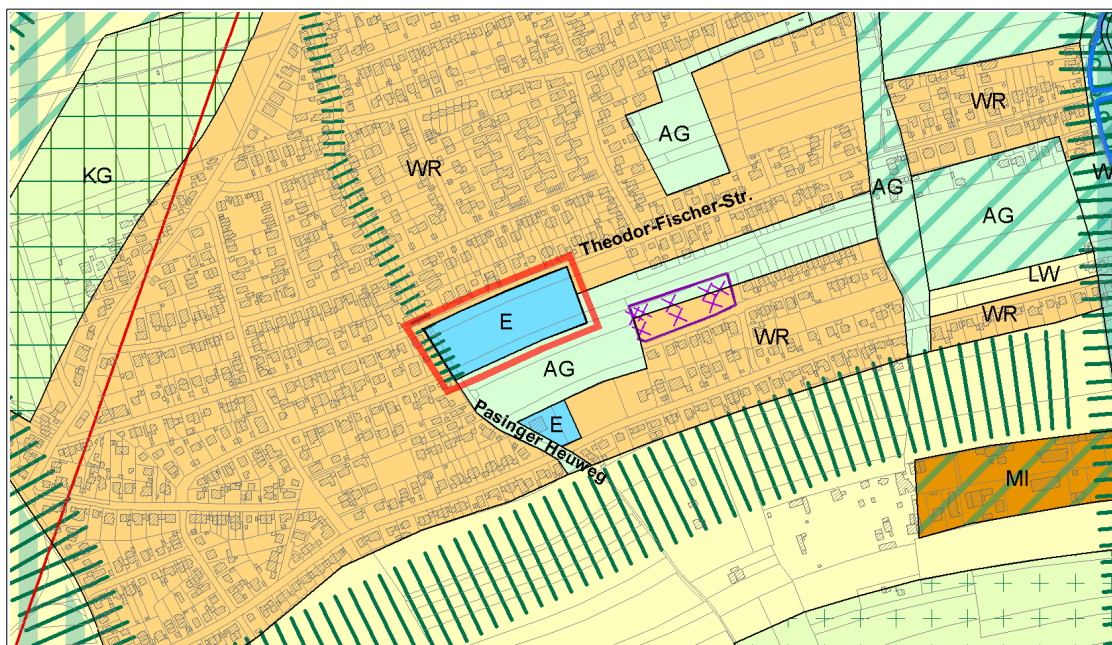 WR
AG
KG
WR
AG
W
AG
Theodor-Fischer-Str.
LW
E
WR
WR
AG
Pasinger Heuweg
E
MI